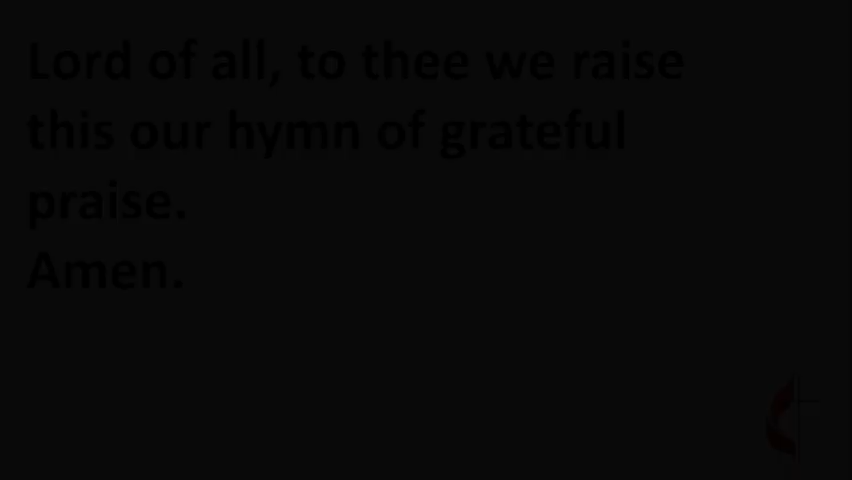 Lord of all, to thee we raise
this our hymn of grateful
praise.
Amen.